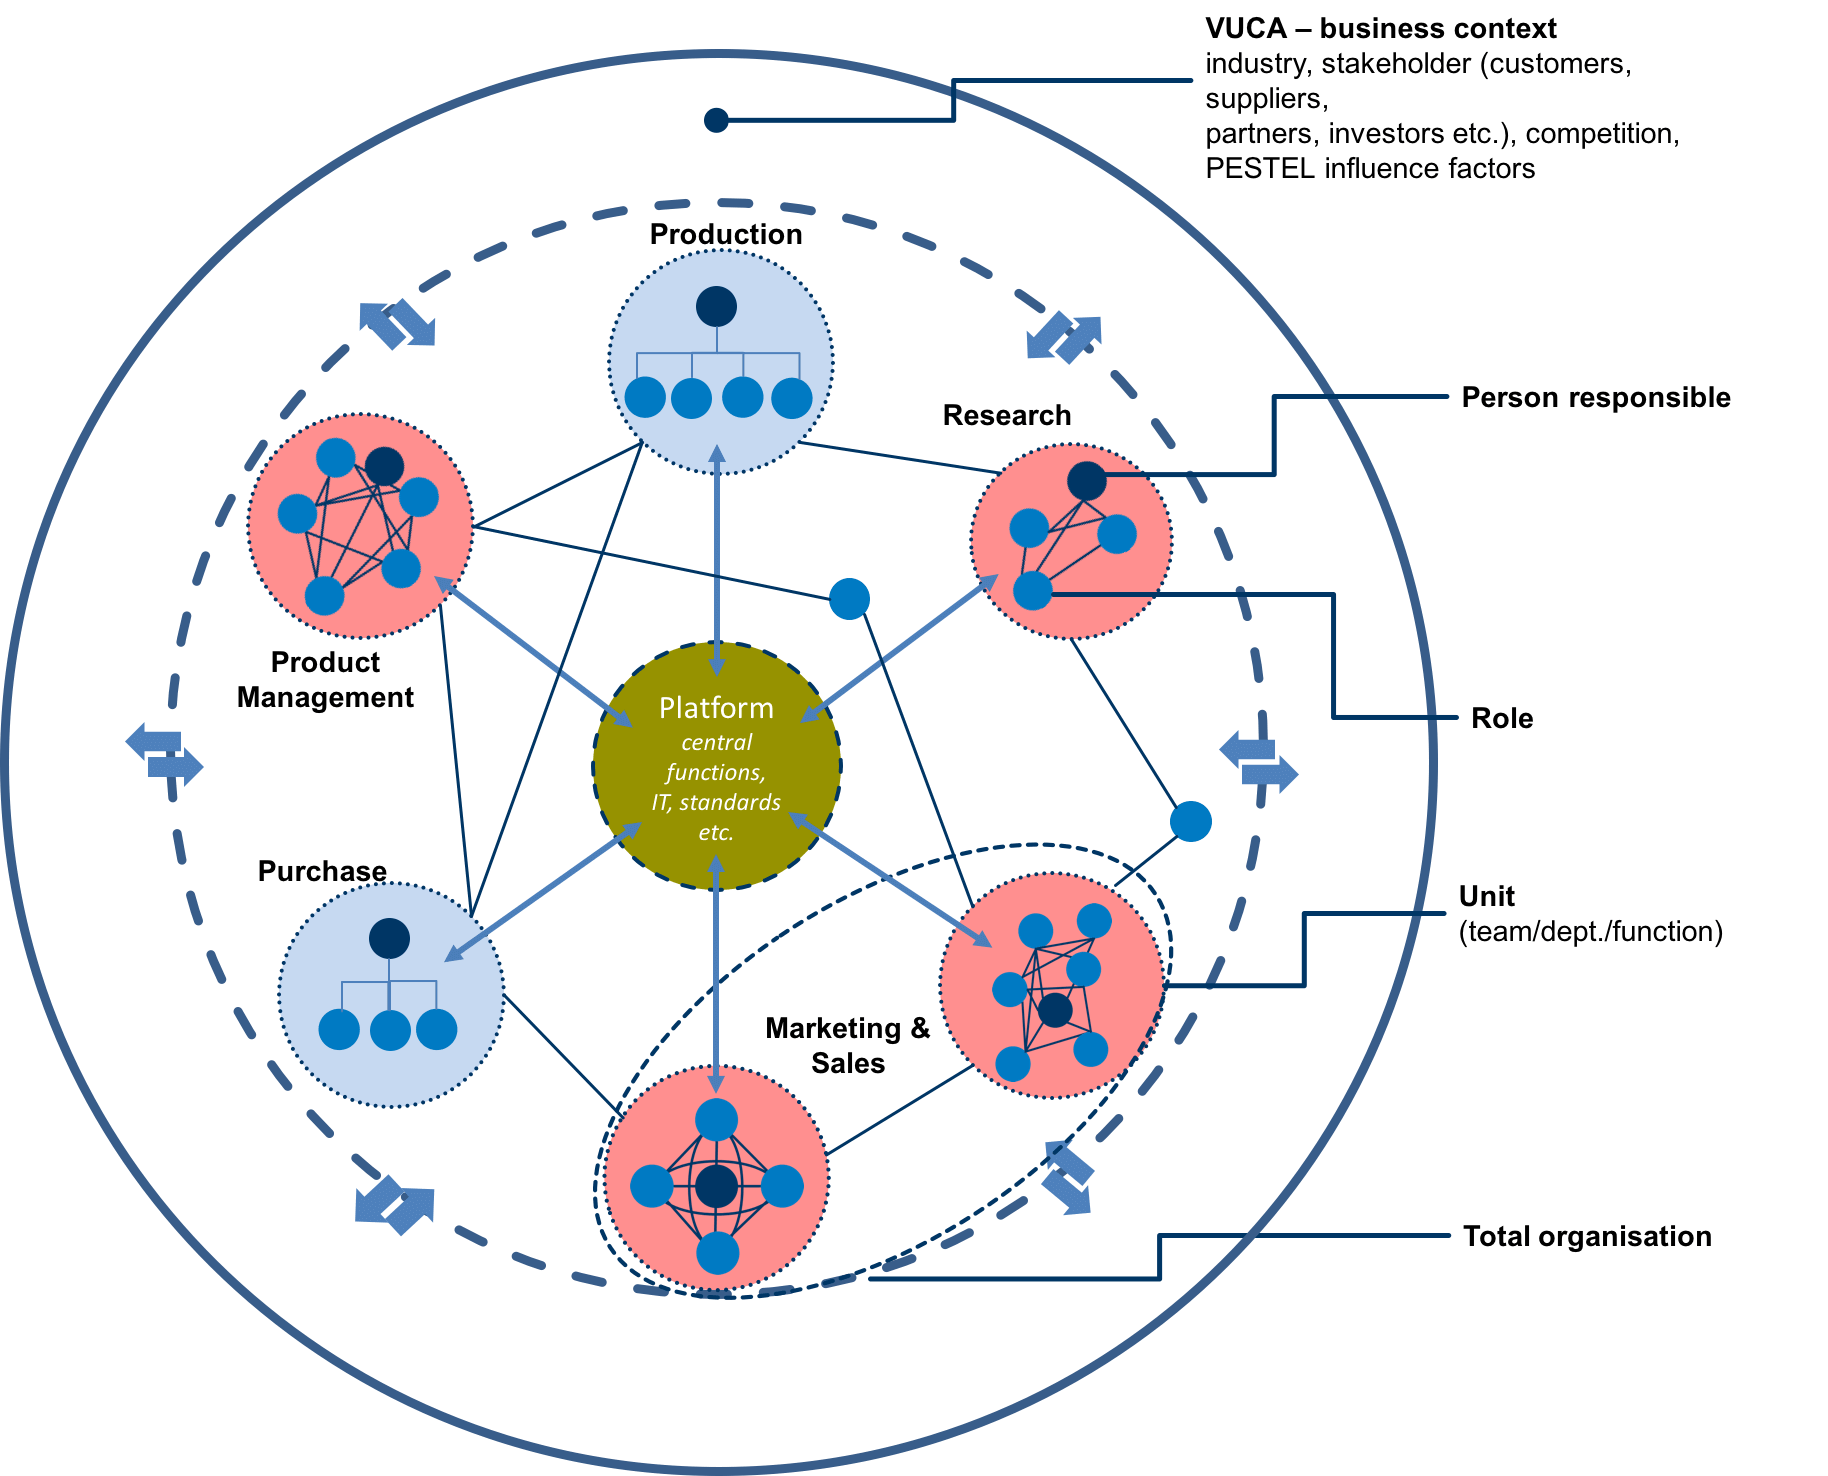 VUCA – business context
industry, stakeholder (customers,
suppliers,
partners, investors etc.), competition,
PESTEL influence factors
Production
Research
Person responsible
Product
Management
Platform
central
functions,
IT, standards
etc.
Role
Purchase
Unit
(team/dept./function)
Marketing &
Sales
Total organisation